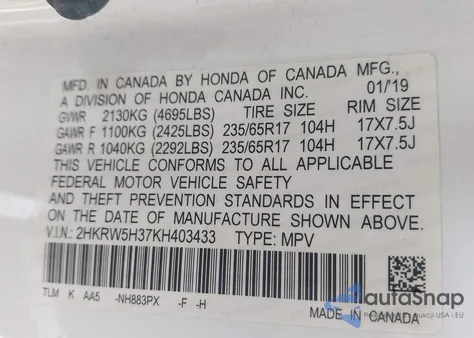 MFD. IN CANADA BY HONDA OF CANADA MFG.,
A DIVISION OF HONDA CANADA INC. 01/'19
GVWR 2130KG (4695LBS) TIRE SIZE RIM SIZE
GAWR F 1100KG (2425LBS) 235/65R17 104H 17X7.5J
GAWR R 1040KG (2292LBS) 235/65R17 104H 17X7.5J
THIS VEHICLE CONFORMS TO ALL APPLICABLE
FEDERAL MOTOR VEHICLE SAFETY
AND THEFT PREVENTION STANDARDS IN EFFECT
ON THE DATE OF MANUFACTURE SHOWN ABOVE.
V.I.N.: 2HKRW5H37KH403433 TYPE: MPV
TLM K AA5 -NH883PX -F -H
MADE IN CANADA
autoSnap
USA i EU